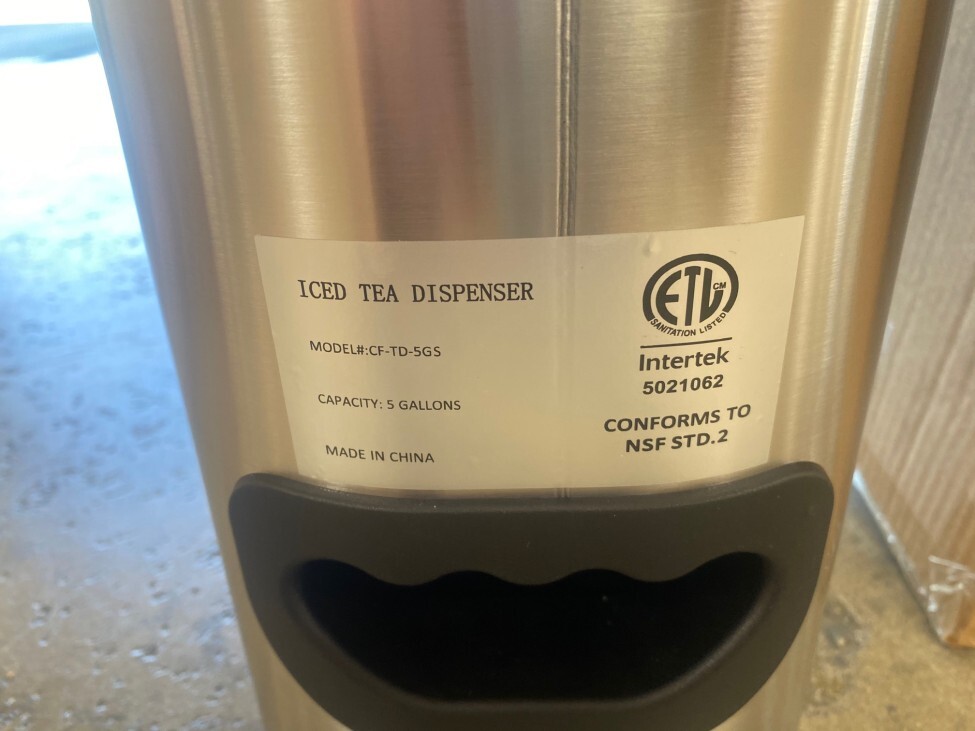 ICED TEA DISPENSER
MODEL#:CF-TD-5GS
CAPACITY: 5 GALLONS
MADE IN CHINA
ETL CM
SANITATION LISTED
Intertek
5021062
CONFORMS TO
NSF STD.2